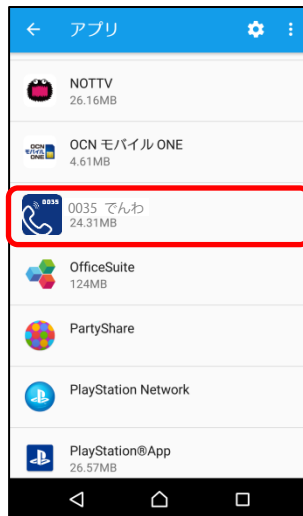 アプリ
NOTTV
26.16MB
OCN モバイル ONE
4.61MB
0035 でんわ
24.31MB
OfficeSuite
124MB
PartyShare
PlayStation Network
PlayStation®App
26.57MB